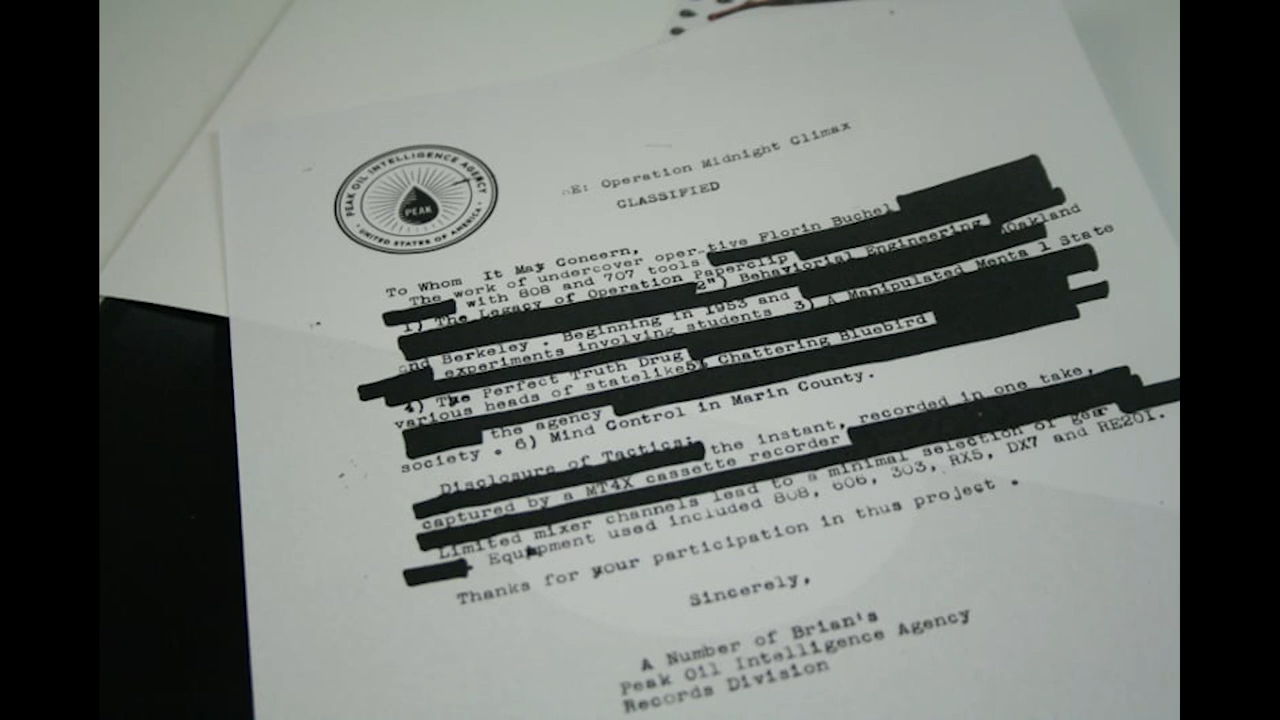 PEAK OIL INTELLIGENCE AGENCY
PEAK
UNITED STATES OF AMERICA
RE: Operation Midnight Climax
CLASSIFIED
To Whom It May Concern,
The work of undercover oper-tive Florin Buchel
with 808 and 707 tools
1) The Legacy of Operation Paperclip
2") Behaviorial Engineering
Oakland
and Berkeley . Beginning in 1953 and
experiments involving students 3) A Manipulated Menta l State
4) The Perfect Truth Drug
various heads of statelike5) Chattering Bluebird
the agency
society . 6) Mind Control in Marin County.
Disclosure of Tactics:
the instant, recorded in one take,
captured by a MT4X cassette recorder
Limited mixer channels lead to a minimal selection of gear
. Equipment used included 808, 606, 303, RX5, DX7 and RE201.
Thanks for your participation in thus project .
Sincerely,
A Number of Brian's
Peak Oil Intelligence Agency
Records Division